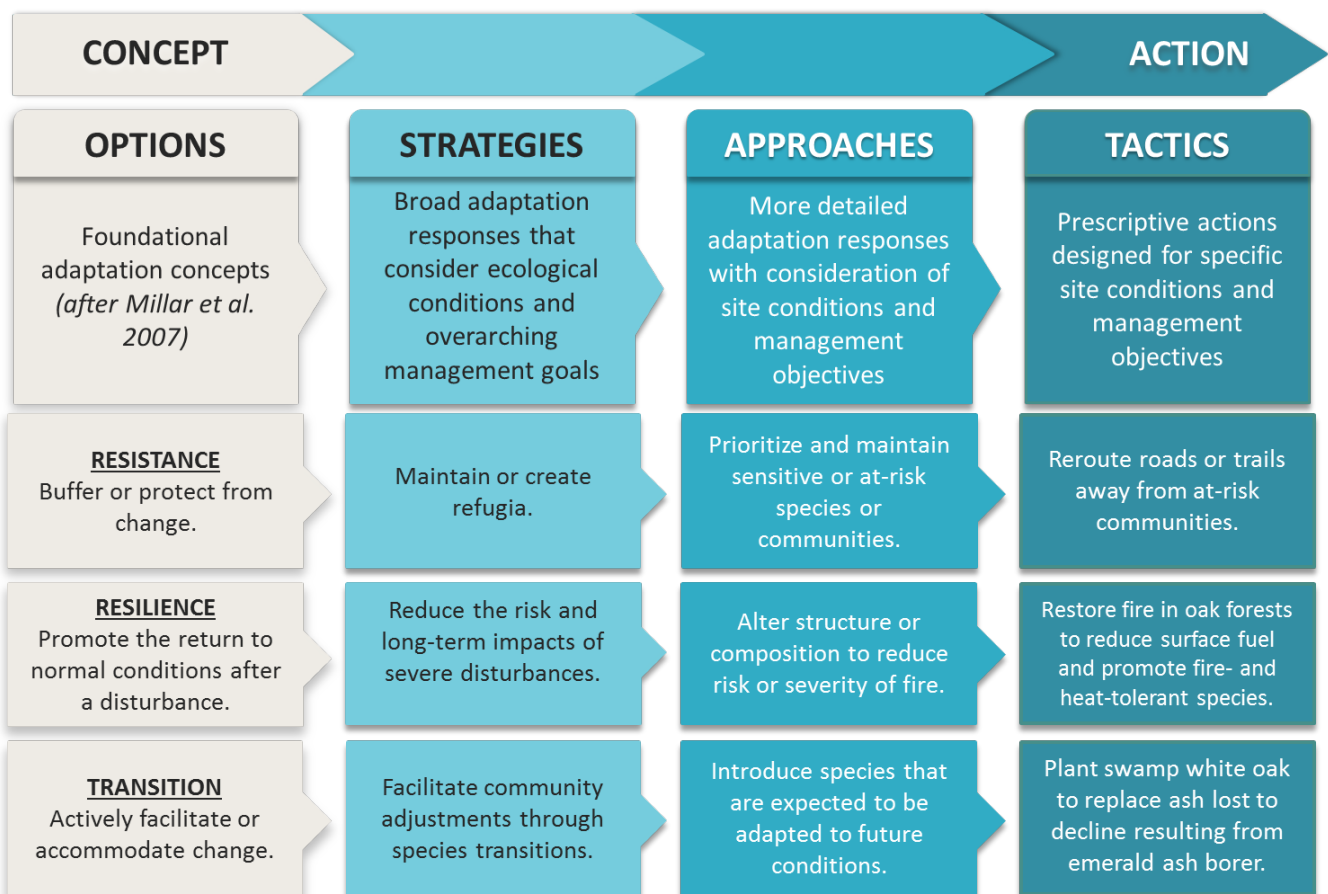 CONCEPT
ACTION
OPTIONS
STRATEGIES
APPROACHES
TACTICS
Foundational
adaptation concepts
(after Millar et al.
2007)
Broad adaptation
responses that
consider ecological
conditions and
overarching
management goals
More detailed
adaptation responses
with consideration of
site conditions and
management
objectives
Prescriptive actions
designed for specific
site conditions and
management
objectives
RESISTANCE
Buffer or protect from
change.
Maintain or create
refugia.
Prioritize and maintain
sensitive or at-risk
species or
communities.
Reroute roads or trails
away from at-risk
communities.
RESILIENCE
Promote the return to
normal conditions after
a disturbance.
Reduce the risk and
long-term impacts of
severe disturbances.
Alter structure or
composition to reduce
risk or severity of fire.
Restore fire in oak forests
to reduce surface fuel
and promote fire- and
heat-tolerant species.
TRANSITION
Actively facilitate or
accommodate change.
Facilitate community
adjustments through
species transitions.
Introduce species that
are expected to be
adapted to future
conditions.
Plant swamp white oak
to replace ash lost to
decline resulting from
emerald ash borer.